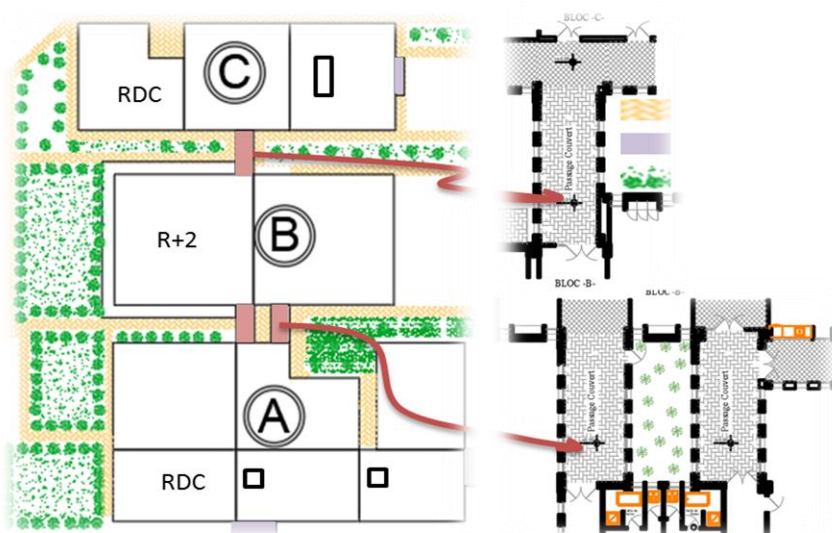 BLOC -C-
C
RDC
Passage Couvert
R+2
B
BLOC -B-
BLOC -B-
Passage Couvert
Passage Couvert
A
RDC